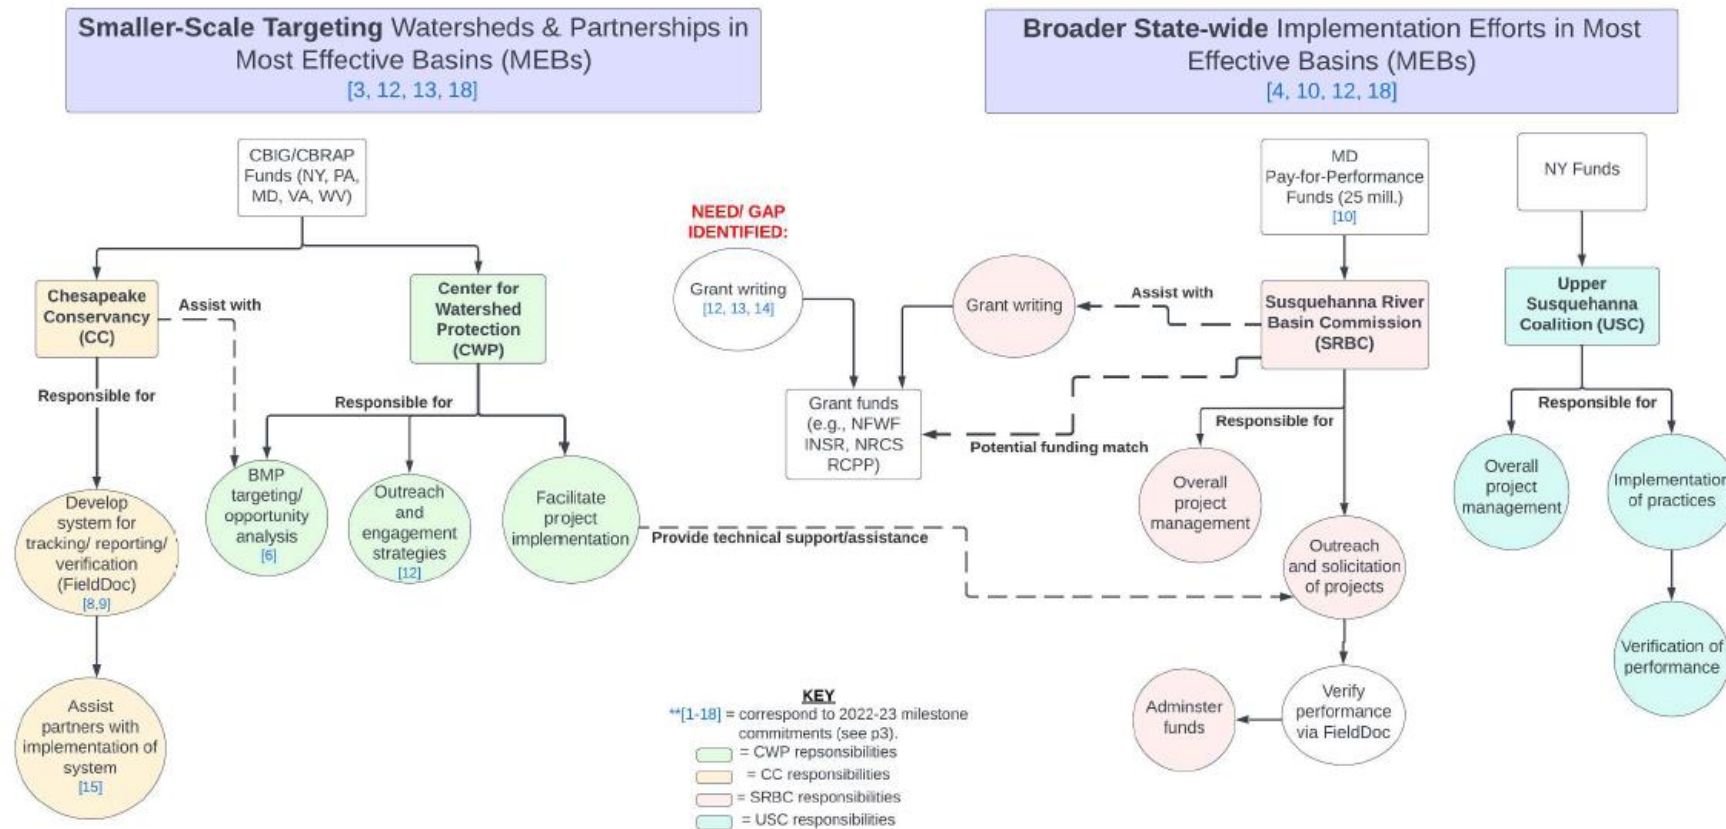 Smaller-Scale Targeting Watersheds & Partnerships in
Most Effective Basins (MEBs)
[3, 12, 13, 18]
Broader State-wide Implementation Efforts in Most
Effective Basins (MEBs)
[4, 10, 12, 18]
CBIG/CBRAP
Funds (NY, PA,
MD, VA, WV)
Chesapeake
Conservancy
(CC)
Assist with
Center for
Watershed
Protection
(CWP)
Responsible for
Responsible for
Develop
system for
tracking/ reporting/
verification
(FieldDoc)
[8,9]
Assist
partners with
implementation of
system
[15]
BMP
targeting/
opportunity
analysis
[6]
Outreach
and
engagement
strategies
[12]
Facilitate
project
implementation
Provide technical support/assistance
NEED/ GAP
IDENTIFIED:
Grant writing
[12, 13, 14]
Grant writing
Assist with
Grant funds
(e.g., NFWF
INSR, NRCS
RCPP)
Potential funding match
MD
Pay-for-Performance
Funds (25 mill.)
[10]
Susquehanna River
Basin Commission
(SRBC)
Responsible for
Overall
project
management
Outreach
and solicitation
of projects
Verify
performance
via FieldDoc
Adminster
funds
NY Funds
Upper
Susquehanna
Coalition (USC)
Responsible for
Overall
project
management
Implementation
of practices
Verification of
performance
KEY
**[1-18] = correspond to 2022-23 milestone
commitments (see p3).
= CWP repsonsibilities
= CC responsibilities
= SRBC responsibilities
= USC responsibilities